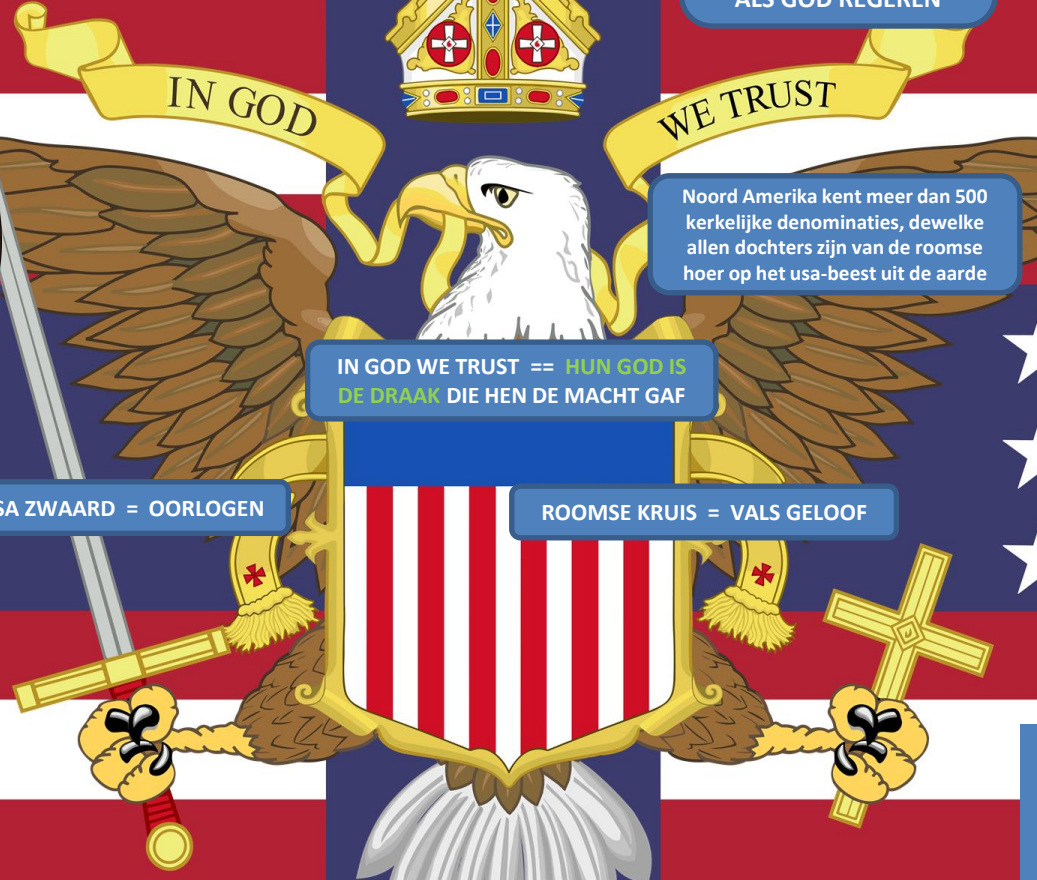 ALS GOD REGEREN
IN GOD
WE TRUST
Noord Amerika kent meer dan 500
kerkelijke denominaties, dewelke
allen dochters zijn van de roomse
hoer op het usa-beest uit de aarde
IN GOD WE TRUST == HUN GOD IS
DE DRAAK DIE HEN DE MACHT GAF
SA ZWAARD = OORLOGEN
ROOMSE KRUIS = VALS GELOOF